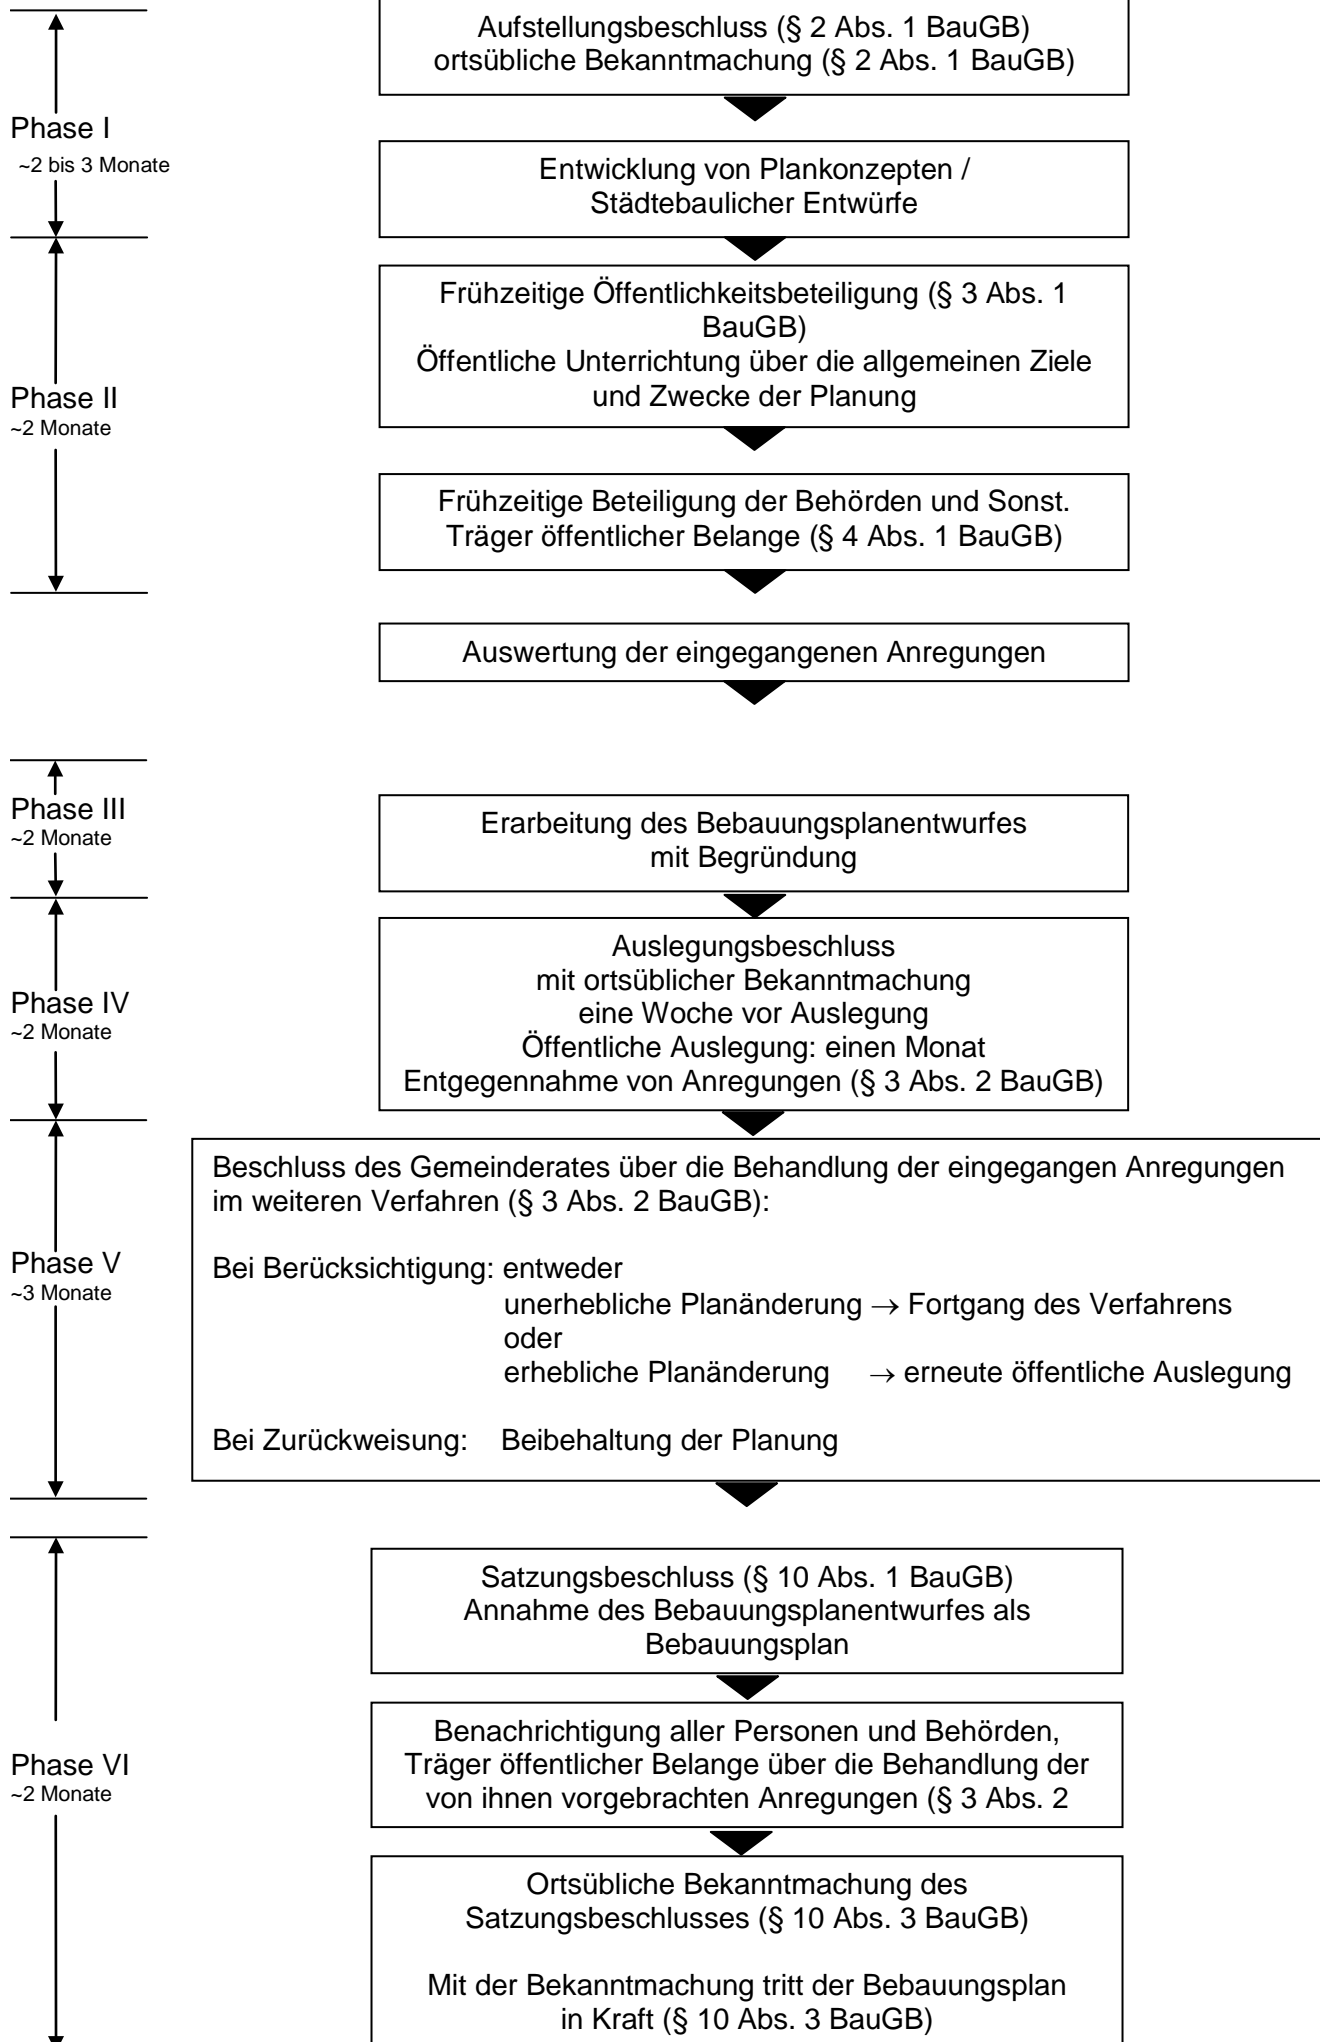 Aufstellungsbeschluss (§ 2 Abs. 1 BauGB)
ortsübliche Bekanntmachung (§ 2 Abs. 1 BauGB)
Phase I
~2 bis 3 Monate
Entwicklung von Plankonzepten /
Städtebaulicher Entwürfe
Frühzeitige Öffentlichkeitsbeteiligung (§ 3 Abs. 1
BauGB)
Öffentliche Unterrichtung über die allgemeinen Ziele
und Zwecke der Planung
Phase II
~2 Monate
Frühzeitige Beteiligung der Behörden und Sonst.
Träger öffentlicher Belange (§ 4 Abs. 1 BauGB)
Auswertung der eingegangenen Anregungen
Phase III
~2 Monate
Erarbeitung des Bebauungsplanentwurfes
mit Begründung
Phase IV
~2 Monate
Auslegungsbeschluss
mit ortsüblicher Bekanntmachung
eine Woche vor Auslegung
Öffentliche Auslegung: einen Monat
Entgegennahme von Anregungen (§ 3 Abs. 2 BauGB)
Phase V
~3 Monate
Beschluss des Gemeinderates über die Behandlung der eingegangen Anregungen
im weiteren Verfahren (§ 3 Abs. 2 BauGB):
Bei Berücksichtigung: entweder
unerhebliche Planänderung → Fortgang des Verfahrens
oder
erhebliche Planänderung → erneute öffentliche Auslegung
Bei Zurückweisung: Beibehaltung der Planung
Satzungsbeschluss (§ 10 Abs. 1 BauGB)
Annahme des Bebauungsplanentwurfes als
Bebauungsplan
Phase VI
~2 Monate
Benachrichtigung aller Personen und Behörden,
Träger öffentlicher Belange über die Behandlung der
von ihnen vorgebrachten Anregungen (§ 3 Abs. 2
Ortsübliche Bekanntmachung des
Satzungsbeschlusses (§ 10 Abs. 3 BauGB)
Mit der Bekanntmachung tritt der Bebauungsplan
in Kraft (§ 10 Abs. 3 BauGB)